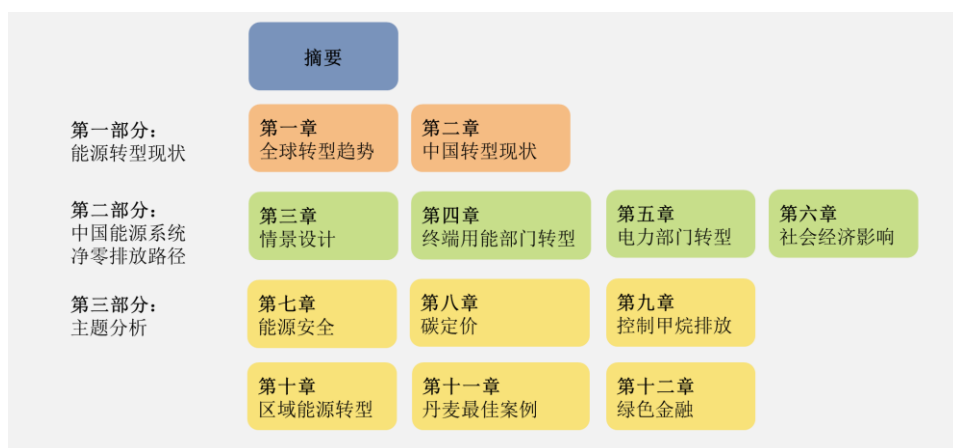 摘要
第一部分：
能源转型现状
第一章
全球转型趋势
第二章
中国转型现状
第二部分：
中国能源系统
净零排放路径
第三章
情景设计
第四章
终端用能部门转型
第五章
电力部门转型
第六章
社会经济影响
第三部分：
主题分析
第七章
能源安全
第八章
碳定价
第九章
控制甲烷排放
第十章
区域能源转型
第十一章
丹麦最佳案例
第十二章
绿色金融